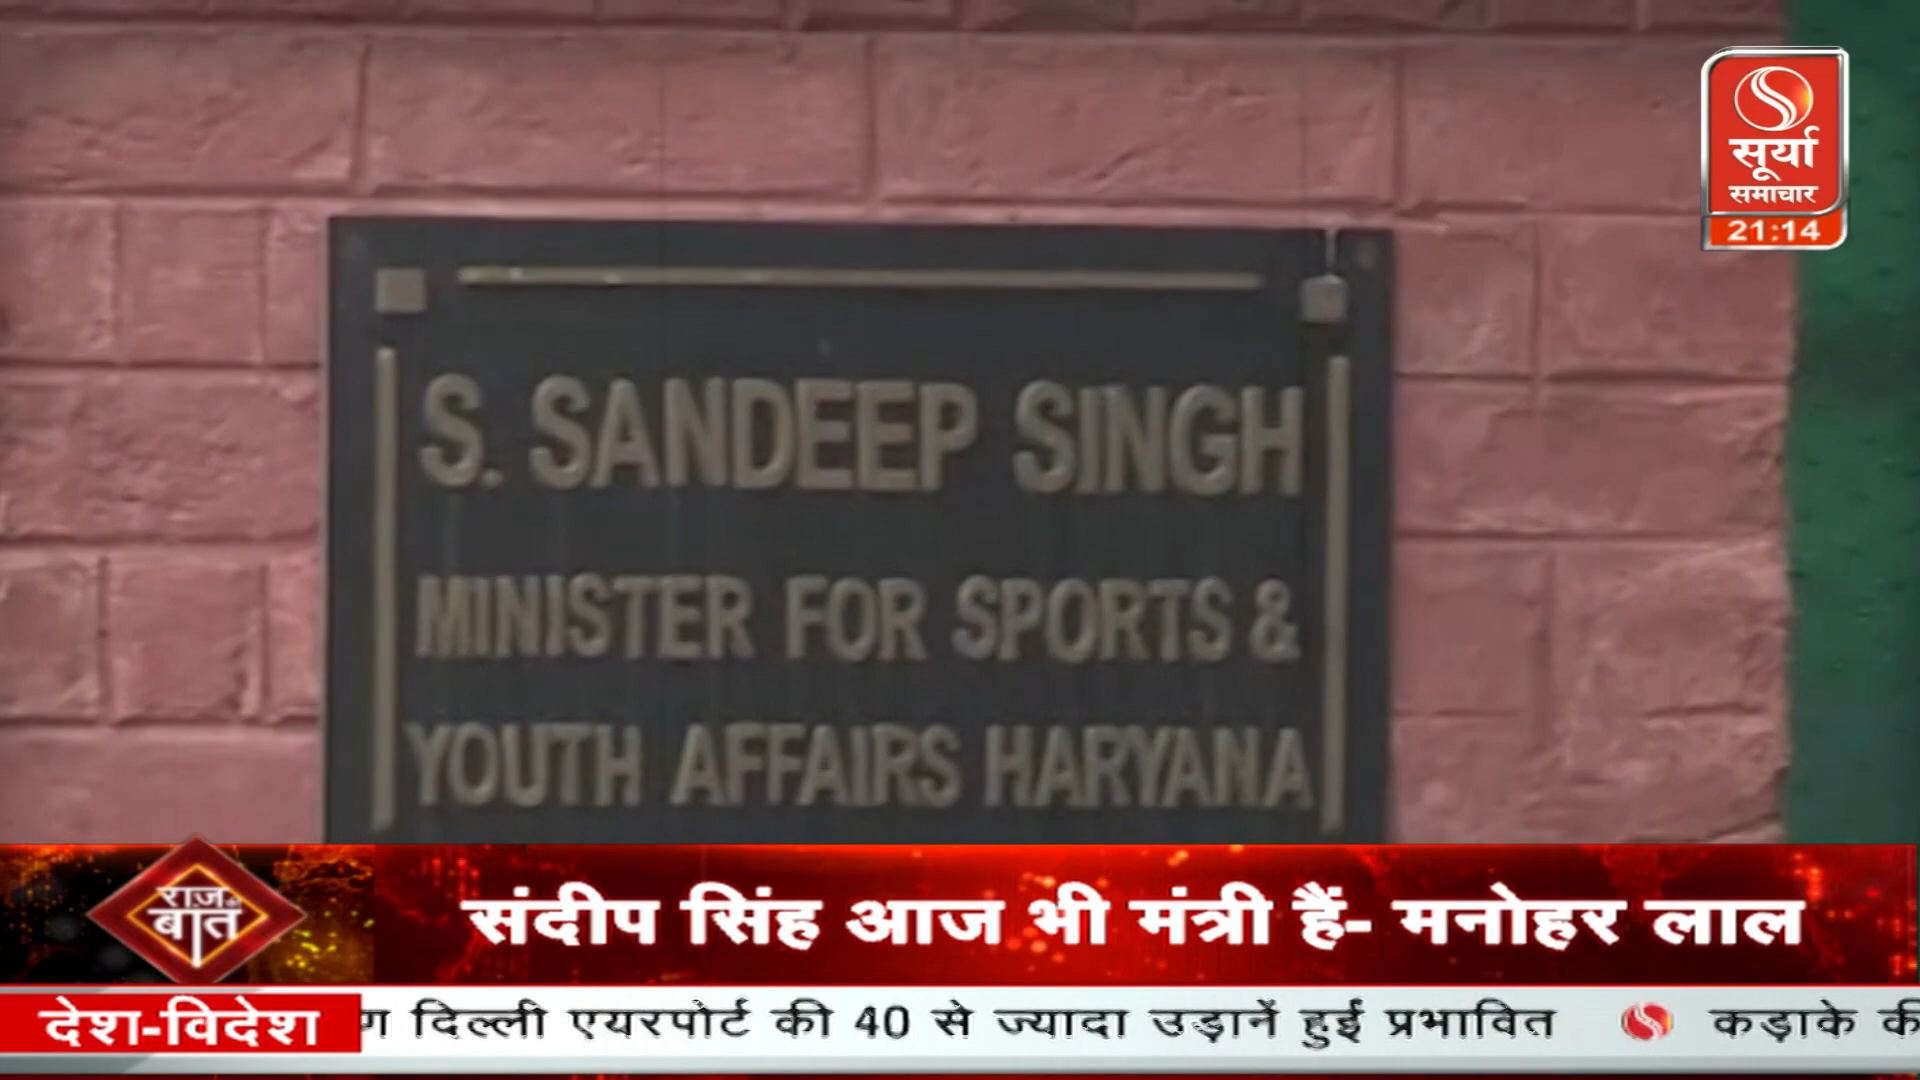 सूर्या
समाचार
21:14
S. SANDEEP SINGH
MINISTER FOR SPORTS &
YOUTH AFFAIRS HARYANA
राज़ की
बात
संदीप सिंह आज भी मंत्री हैं- मनोहर लाल
देश-विदेश
दिल्ली एयरपोर्ट की 40 से ज्यादा उड़ानें हुईं प्रभावित
कड़ाके की